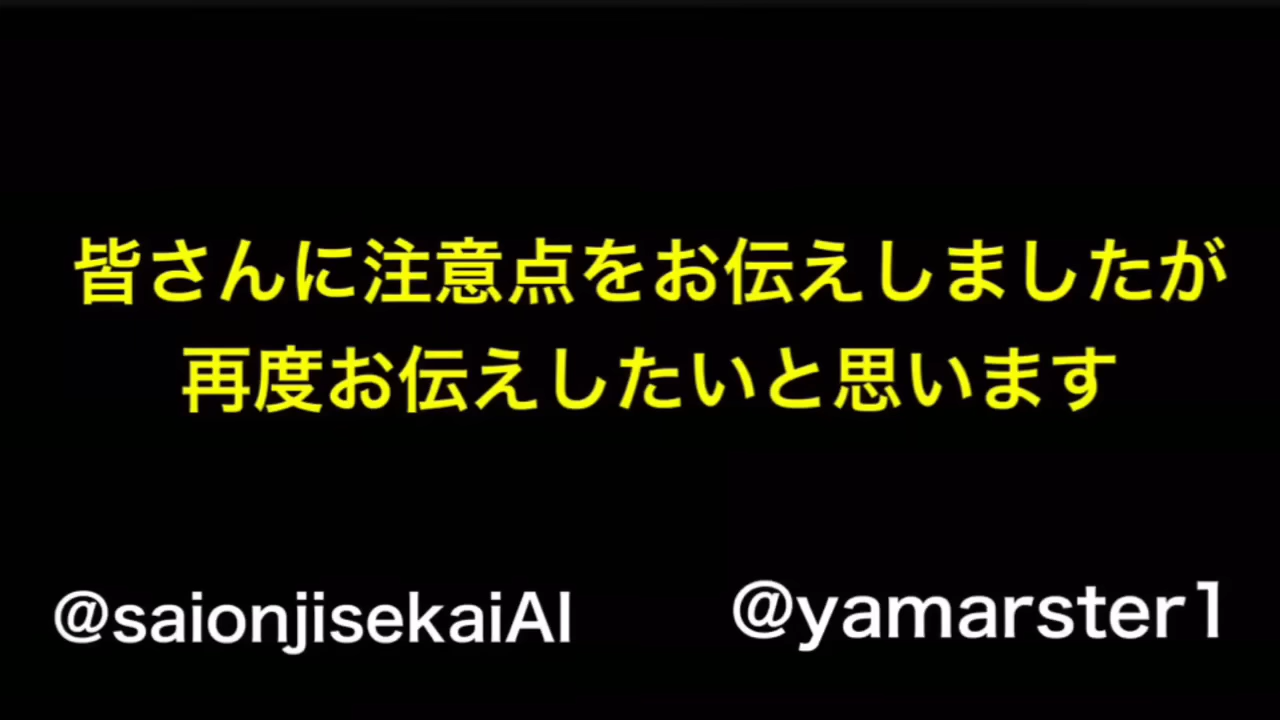 皆さんに注意点をお伝えしましたが
再度お伝えしたいと思います
@saionjisekaiAI
@yamarster1